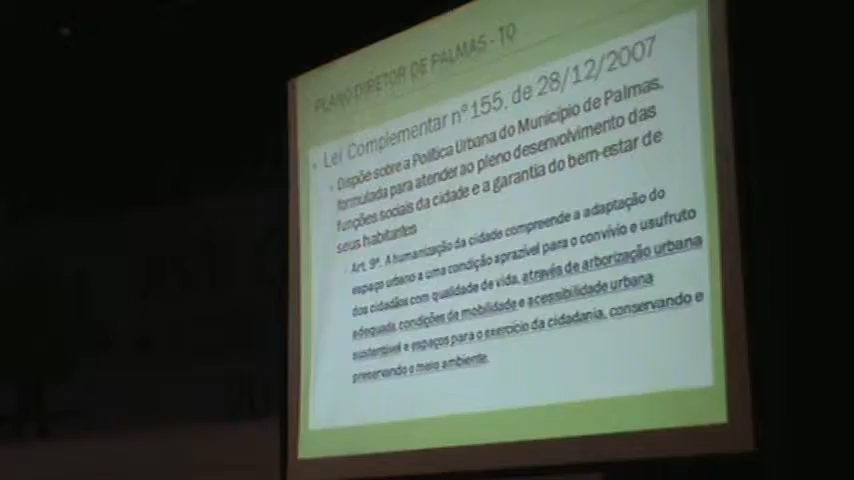 PLANO DIRETOR DE PALMAS - TO
Lei Complementar nº 155, de 28/12/2007
Dispõe sobre a Política Urbana do Município de Palmas,
formulada para atender ao pleno desenvolvimento das
funções sociais da cidade e a garantia do bem-estar de
seus habitantes
Art. 9º. A humanização da cidade compreende a adaptação do
espaço urbano a uma condição aprazível para o convívio e usufruto
dos cidadãos com qualidade de vida, através de arborização urbana
adequada, condições de mobilidade e acessibilidade urbana
sustentável e espaços para o exercício da cidadania, conservando e
preservando o meio ambiente.